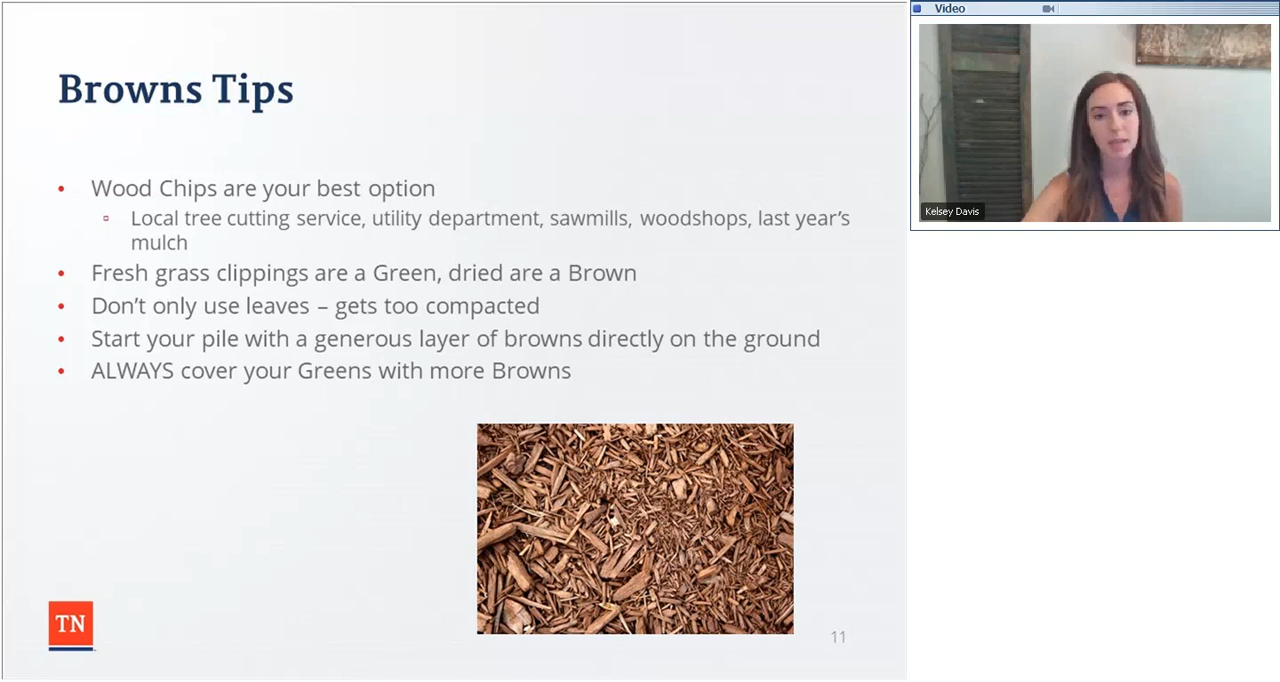 Browns Tips
• Wood Chips are your best option
▫ Local tree cutting service, utility department, sawmills, woodshops, last year’s
mulch
• Fresh grass clippings are a Green, dried are a Brown
• Don’t only use leaves – gets too compacted
• Start your pile with a generous layer of browns directly on the ground
• ALWAYS cover your Greens with more Browns
TN
11
Video
Kelsey Davis